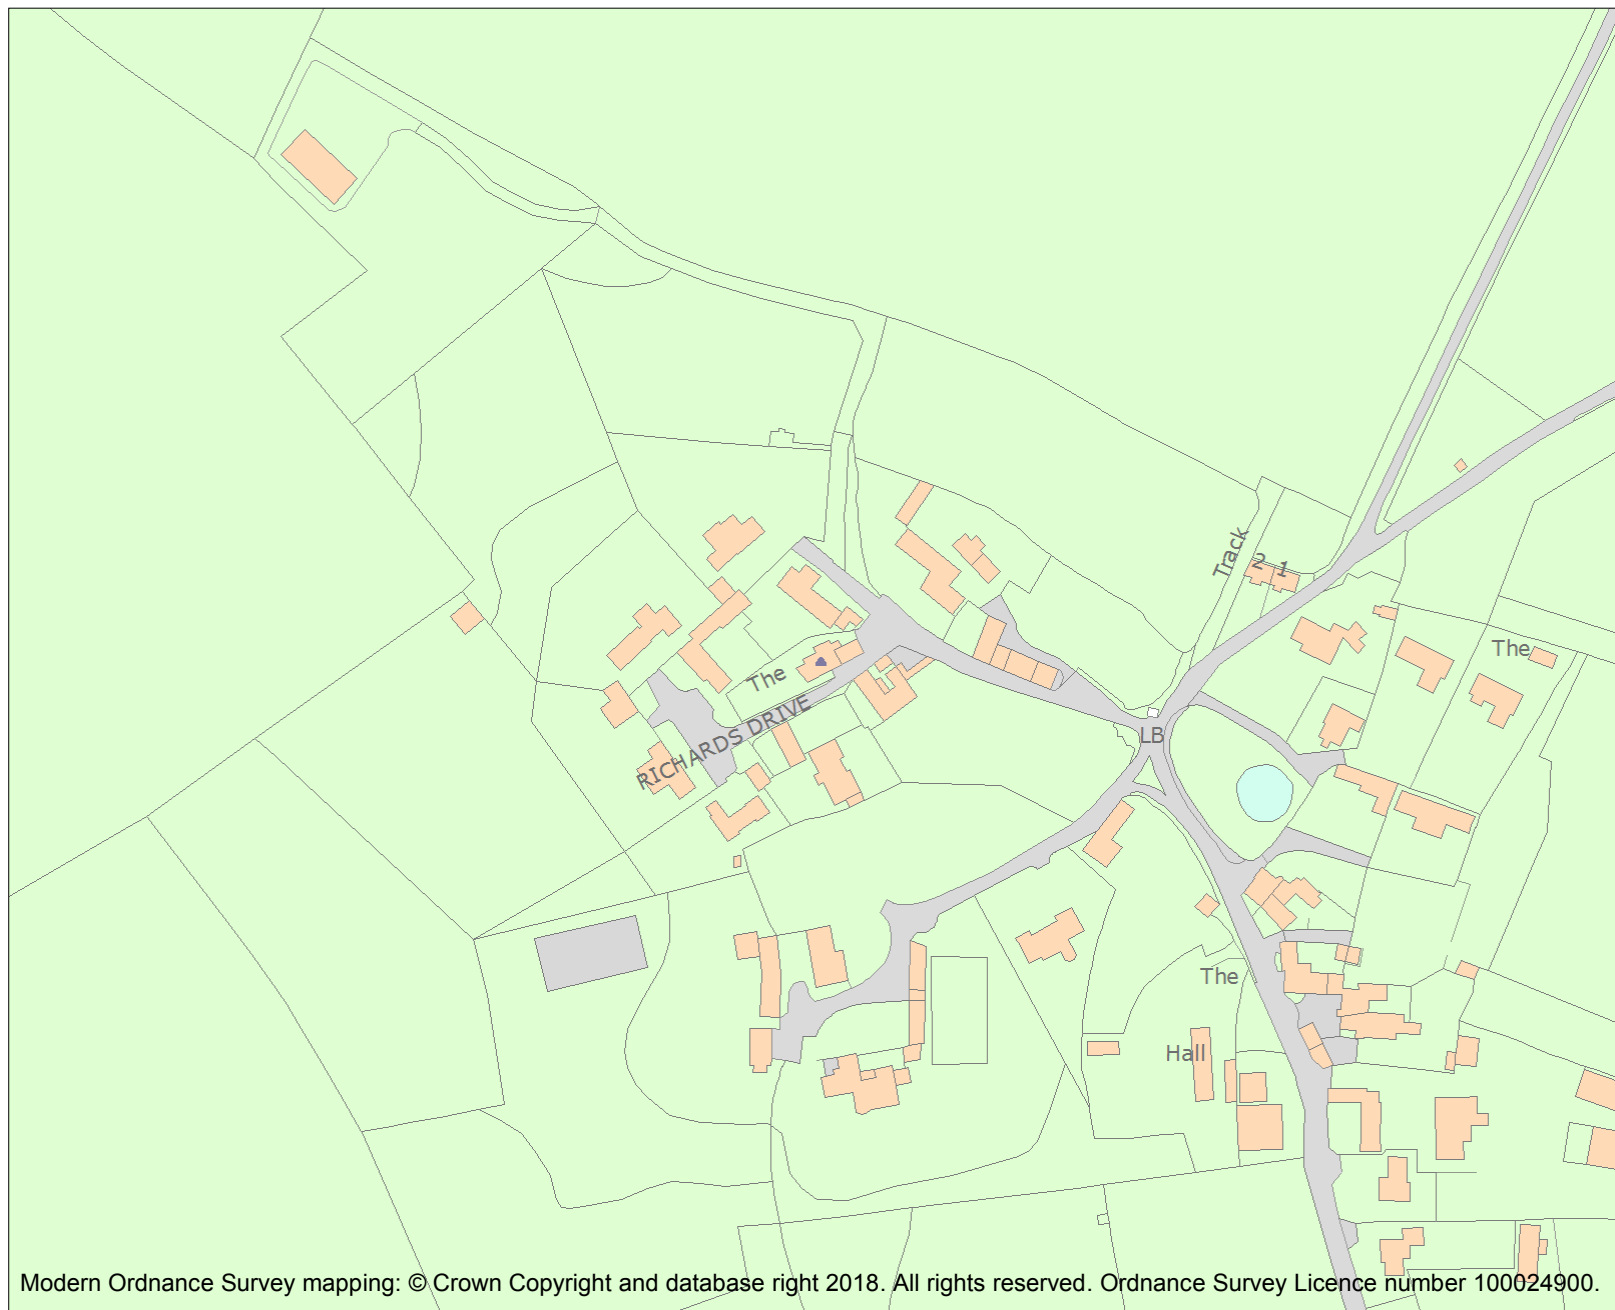 Track
2 1
The
The
RICHARDS DRIVE
LB
The
Hall
Modern Ordnance Survey mapping: © Crown Copyright and database right 2018. All rights reserved. Ordnance Survey Licence number 100024900.